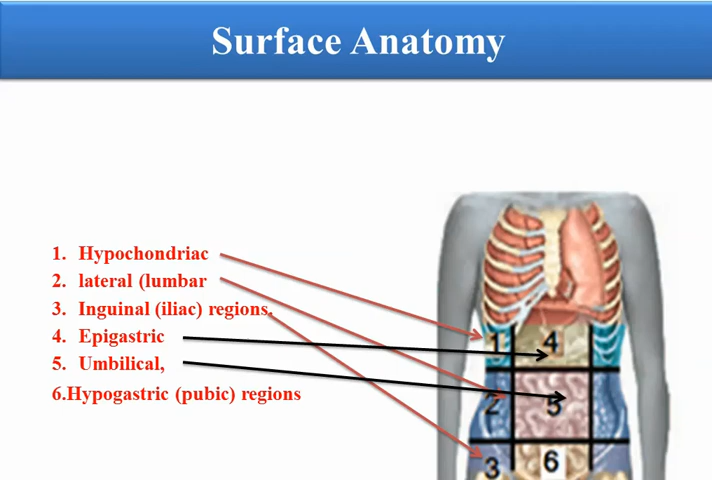 Surface Anatomy
1. Hypochondriac
2. lateral (lumbar
3. Inguinal (iliac) regions.
4. Epigastric
5. Umbilical,
6.Hypogastric (pubic) regions
1 4
2 5
3 6